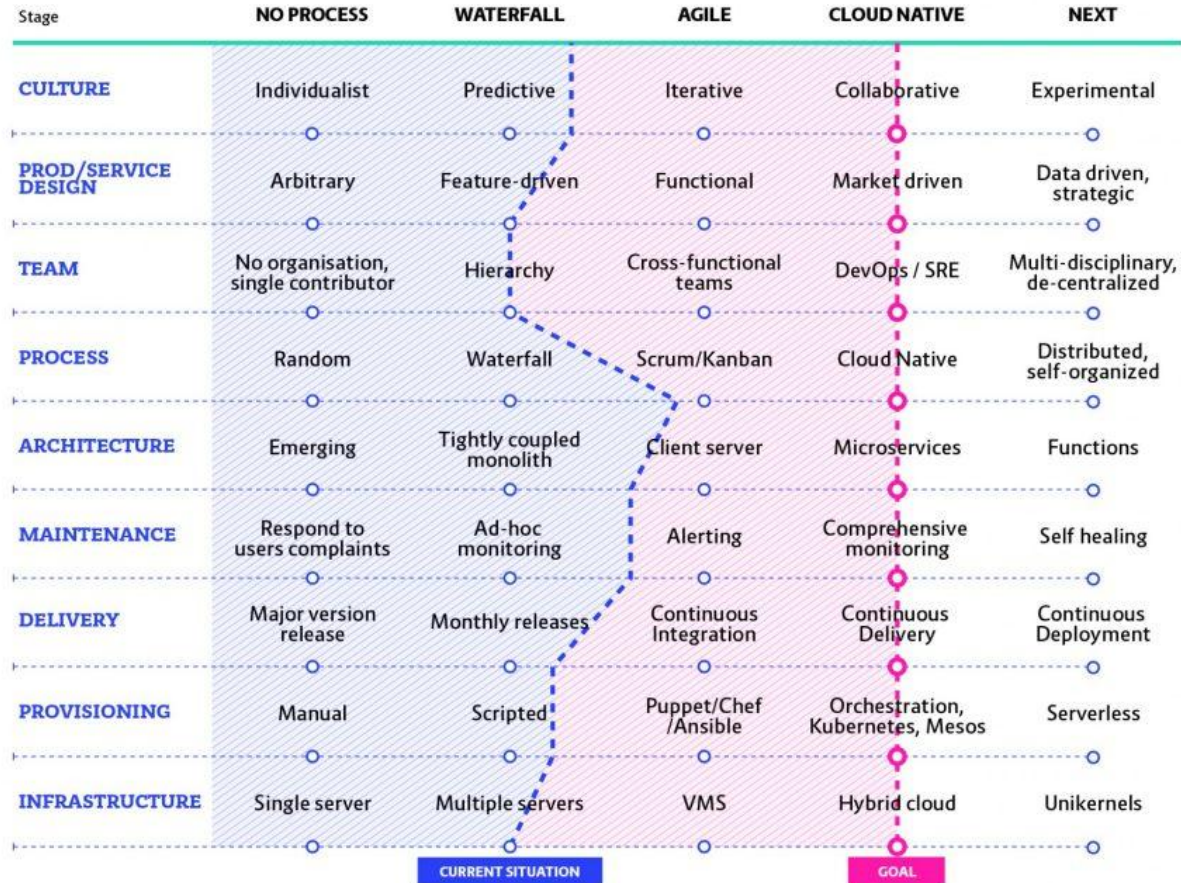 Stage NO PROCESS WATERFALL AGILE CLOUD NATIVE NEXT
CULTURE Individualist Predictive Iterative Collaborative Experimental
PROD/SERVICE
DESIGN Arbitrary Feature-driven Functional Market driven Data driven,
strategic
TEAM No organisation,
single contributor Hierarchy Cross-functional
teams DevOps / SRE Multi-disciplinary,
de-centralized
PROCESS Random Waterfall Scrum/Kanban Cloud Native Distributed,
self-organized
ARCHITECTURE Emerging Tightly coupled
monolith Client server Microservices Functions
MAINTENANCE Respond to
users complaints Ad-hoc
monitoring Alerting Comprehensive
monitoring Self healing
DELIVERY Major version
release Monthly releases Continuous
Integration Continuous
Delivery Continuous
Deployment
PROVISIONING Manual Scripted Puppet/Chef
/Ansible Orchestration,
Kubernetes, Mesos Serverless
INFRASTRUCTURE Single server Multiple servers VMS Hybrid cloud Unikernels
CURRENT SITUATION GOAL